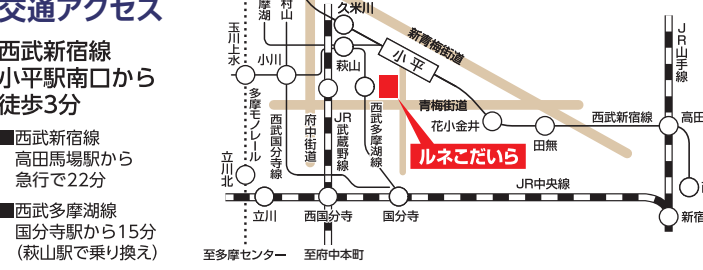 交通アクセス
西武新宿線
小平駅南口から
徒歩3分
■西武新宿線
高田馬場駅から
急行で22分
■西武多摩湖線
国分寺駅から15分
(萩山駅で乗り換え)
摩湖
村山
久米川
玉川上水
小川
萩山
小平
新青梅街道
青梅街道
JR山手線
多摩モノレール
西武国分寺線
府中街道
JR武蔵野線
西武多摩湖線
花小金井
田無
西武新宿線
高田
ルネこだいら
立川北
JR中央線
立川
西国分寺
国分寺
新宿
至多摩センター
至府中本町